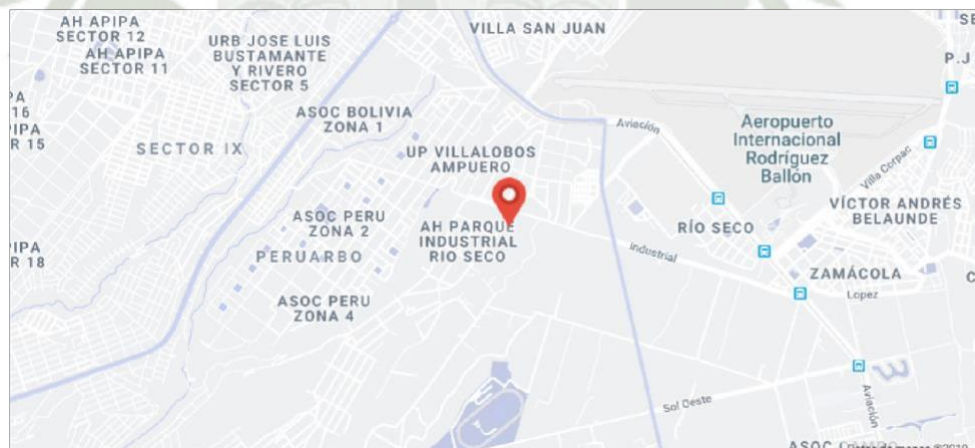 AH APIPA
SECTOR 12
AH APIPA
SECTOR 11
URB JOSE LUIS
BUSTAMANTE
Y RIVERO
SECTOR 5
VILLA SAN JUAN
SE
P.J
PA
16
IPA
R 15
SECTOR IX
ASOC BOLIVIA
ZONA 1
UP VILLALOBOS
AMPUERO
Aviación
Aeropuerto
Internacional
Rodríguez
Ballón
Villa Corpac
VÍCTOR ANDRÉS
BELAUNDE
ASOC PERU
ZONA 2
PERUARBO
AH PARQUE
INDUSTRIAL
RIO SECO
RÍO SECO
Industrial
ZAMÁCOLA
C
Lopez
IPA
R 18
ASOC PERU
ZONA 4
Sol Oeste
Aviación
ASOC